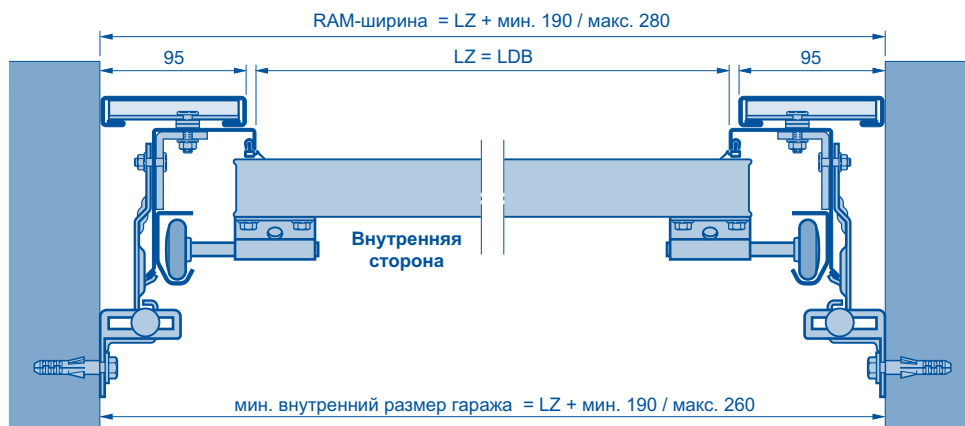 RAM-ширина = LZ + мин. 190 / макс. 280
95
LZ = LDB
95
Внутренняя
сторона
мин. внутренний размер гаража = LZ + мин. 190 / макс. 260